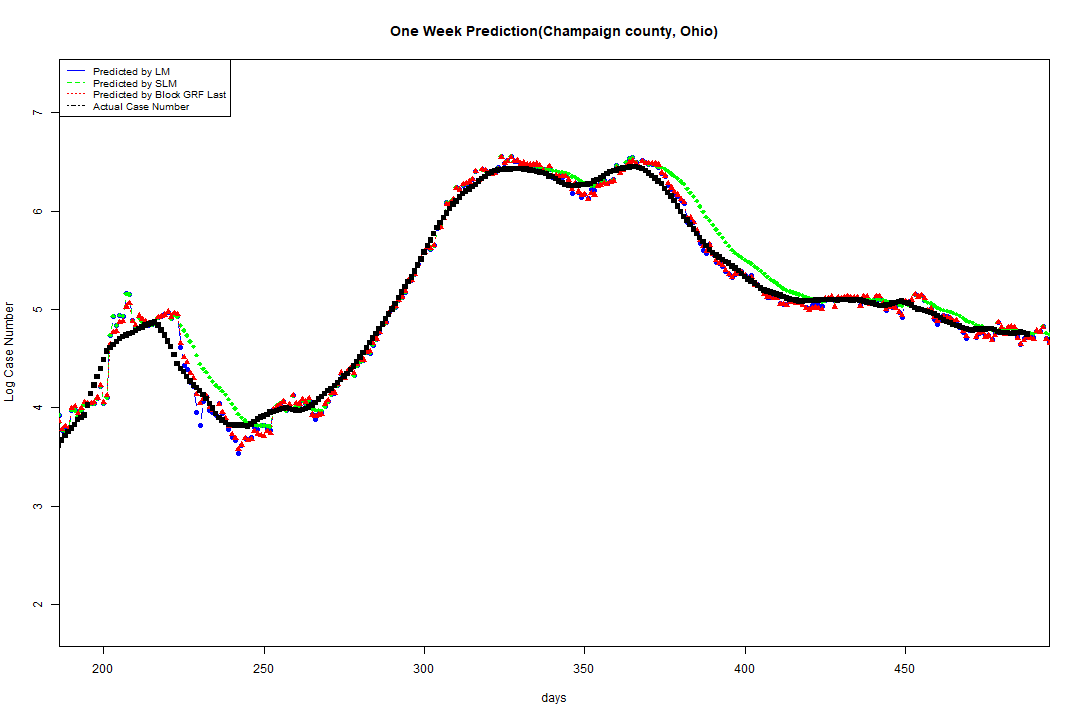 One Week Prediction(Champaign county, Ohio)
Predicted by LM
Predicted by SLM
Predicted by Block GRF Last
Actual Case Number
7
6
5
4
3
2
Log Case Number
200 250 300 350 400 450
days